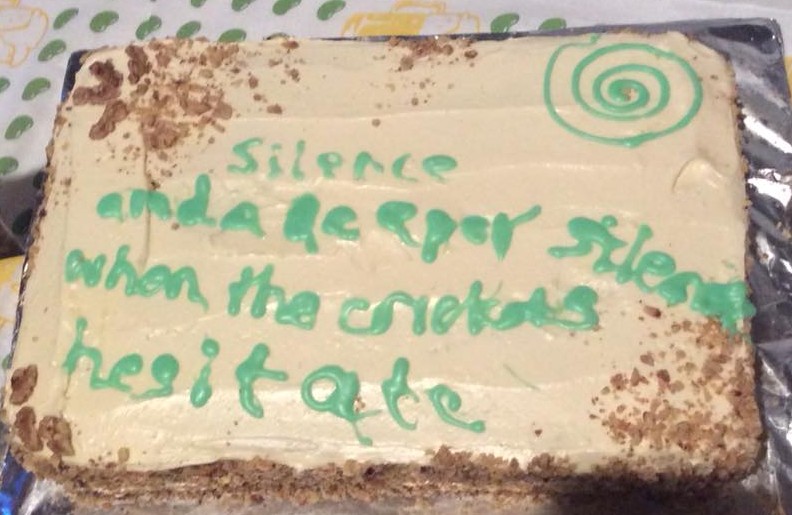 Silence
and a deeper silence
when the crickets
hesitate